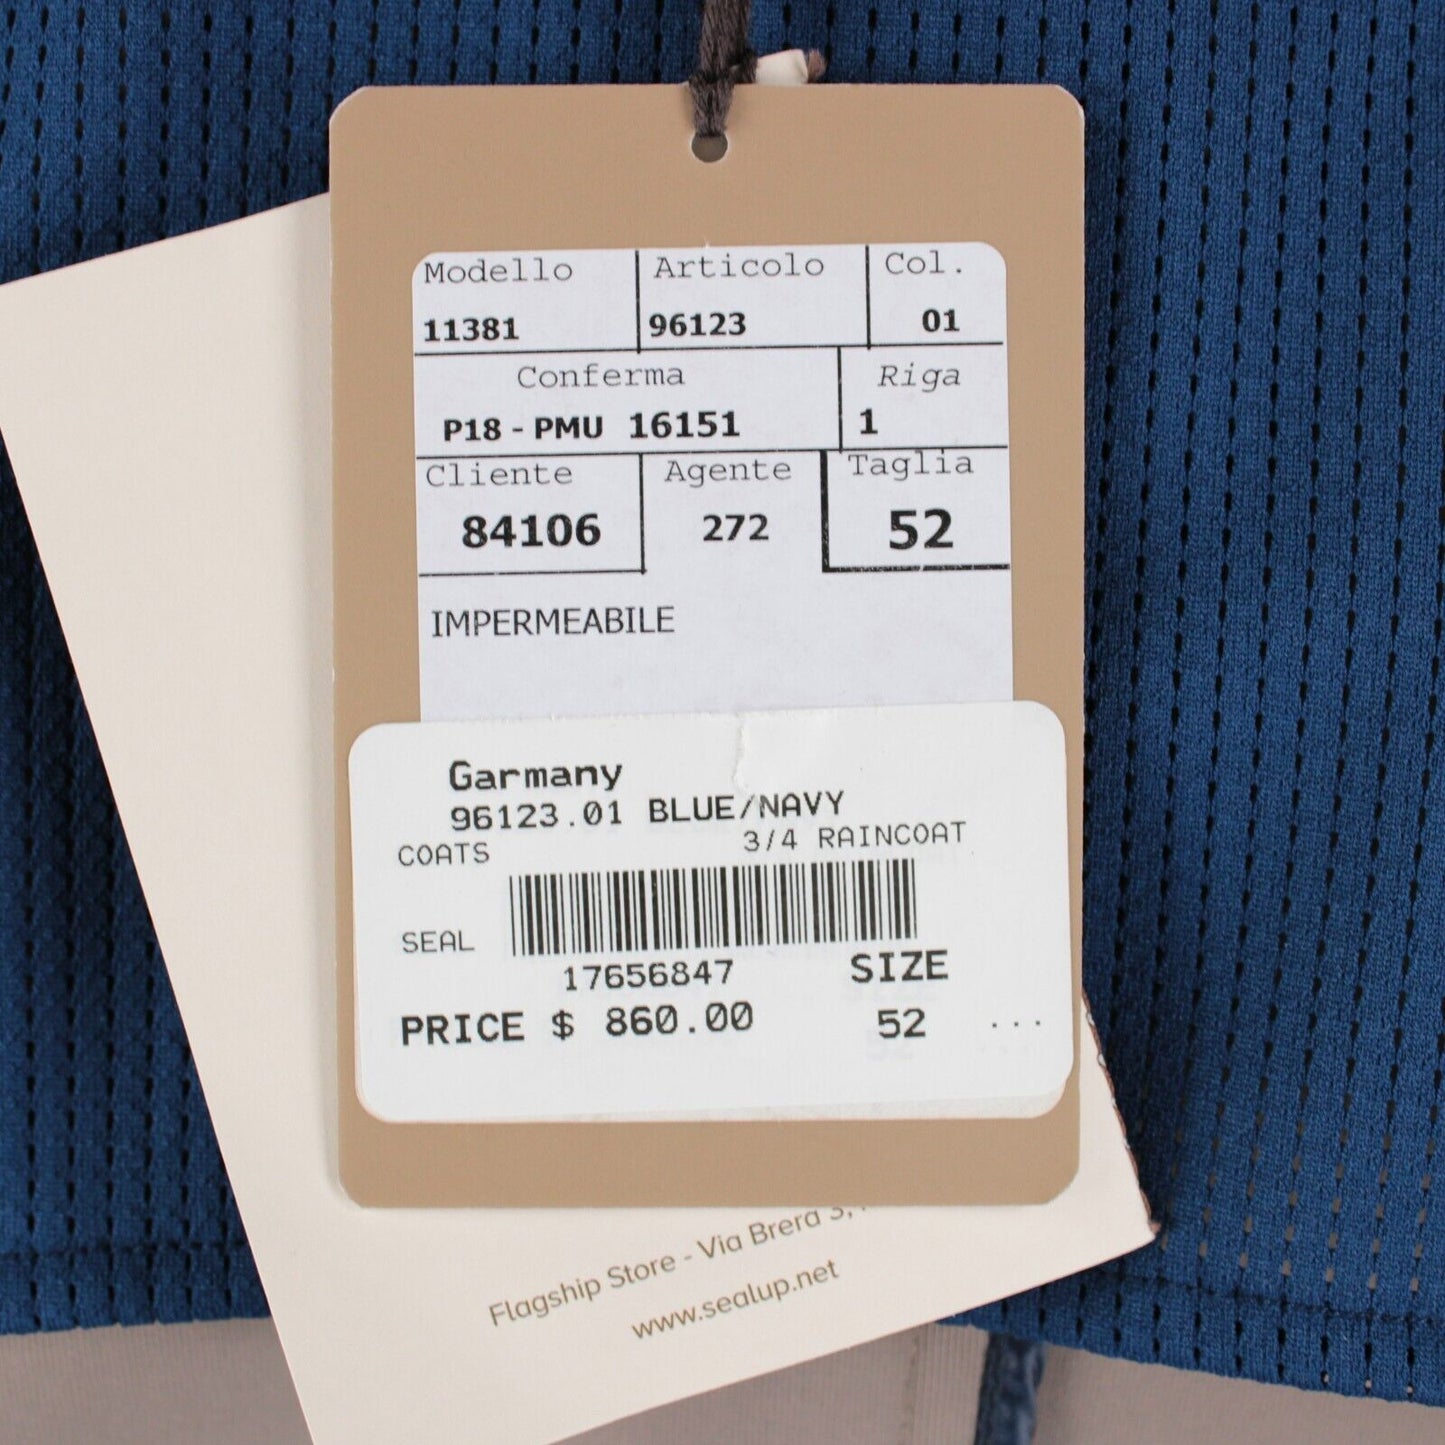 Modello Articolo Col.
11381 96123 01
Conferma Riga
P18 - PMU 16151 1
Cliente Agente Taglia
84106 272 52
IMPERMEABILE
Garmany
96123.01 BLUE/NAVY
COATS 3/4 RAINCOAT
SEAL
17656847 SIZE
PRICE $ 860.00 52 ...
Flagship Store - Via Brera 3,
www.sealup.net